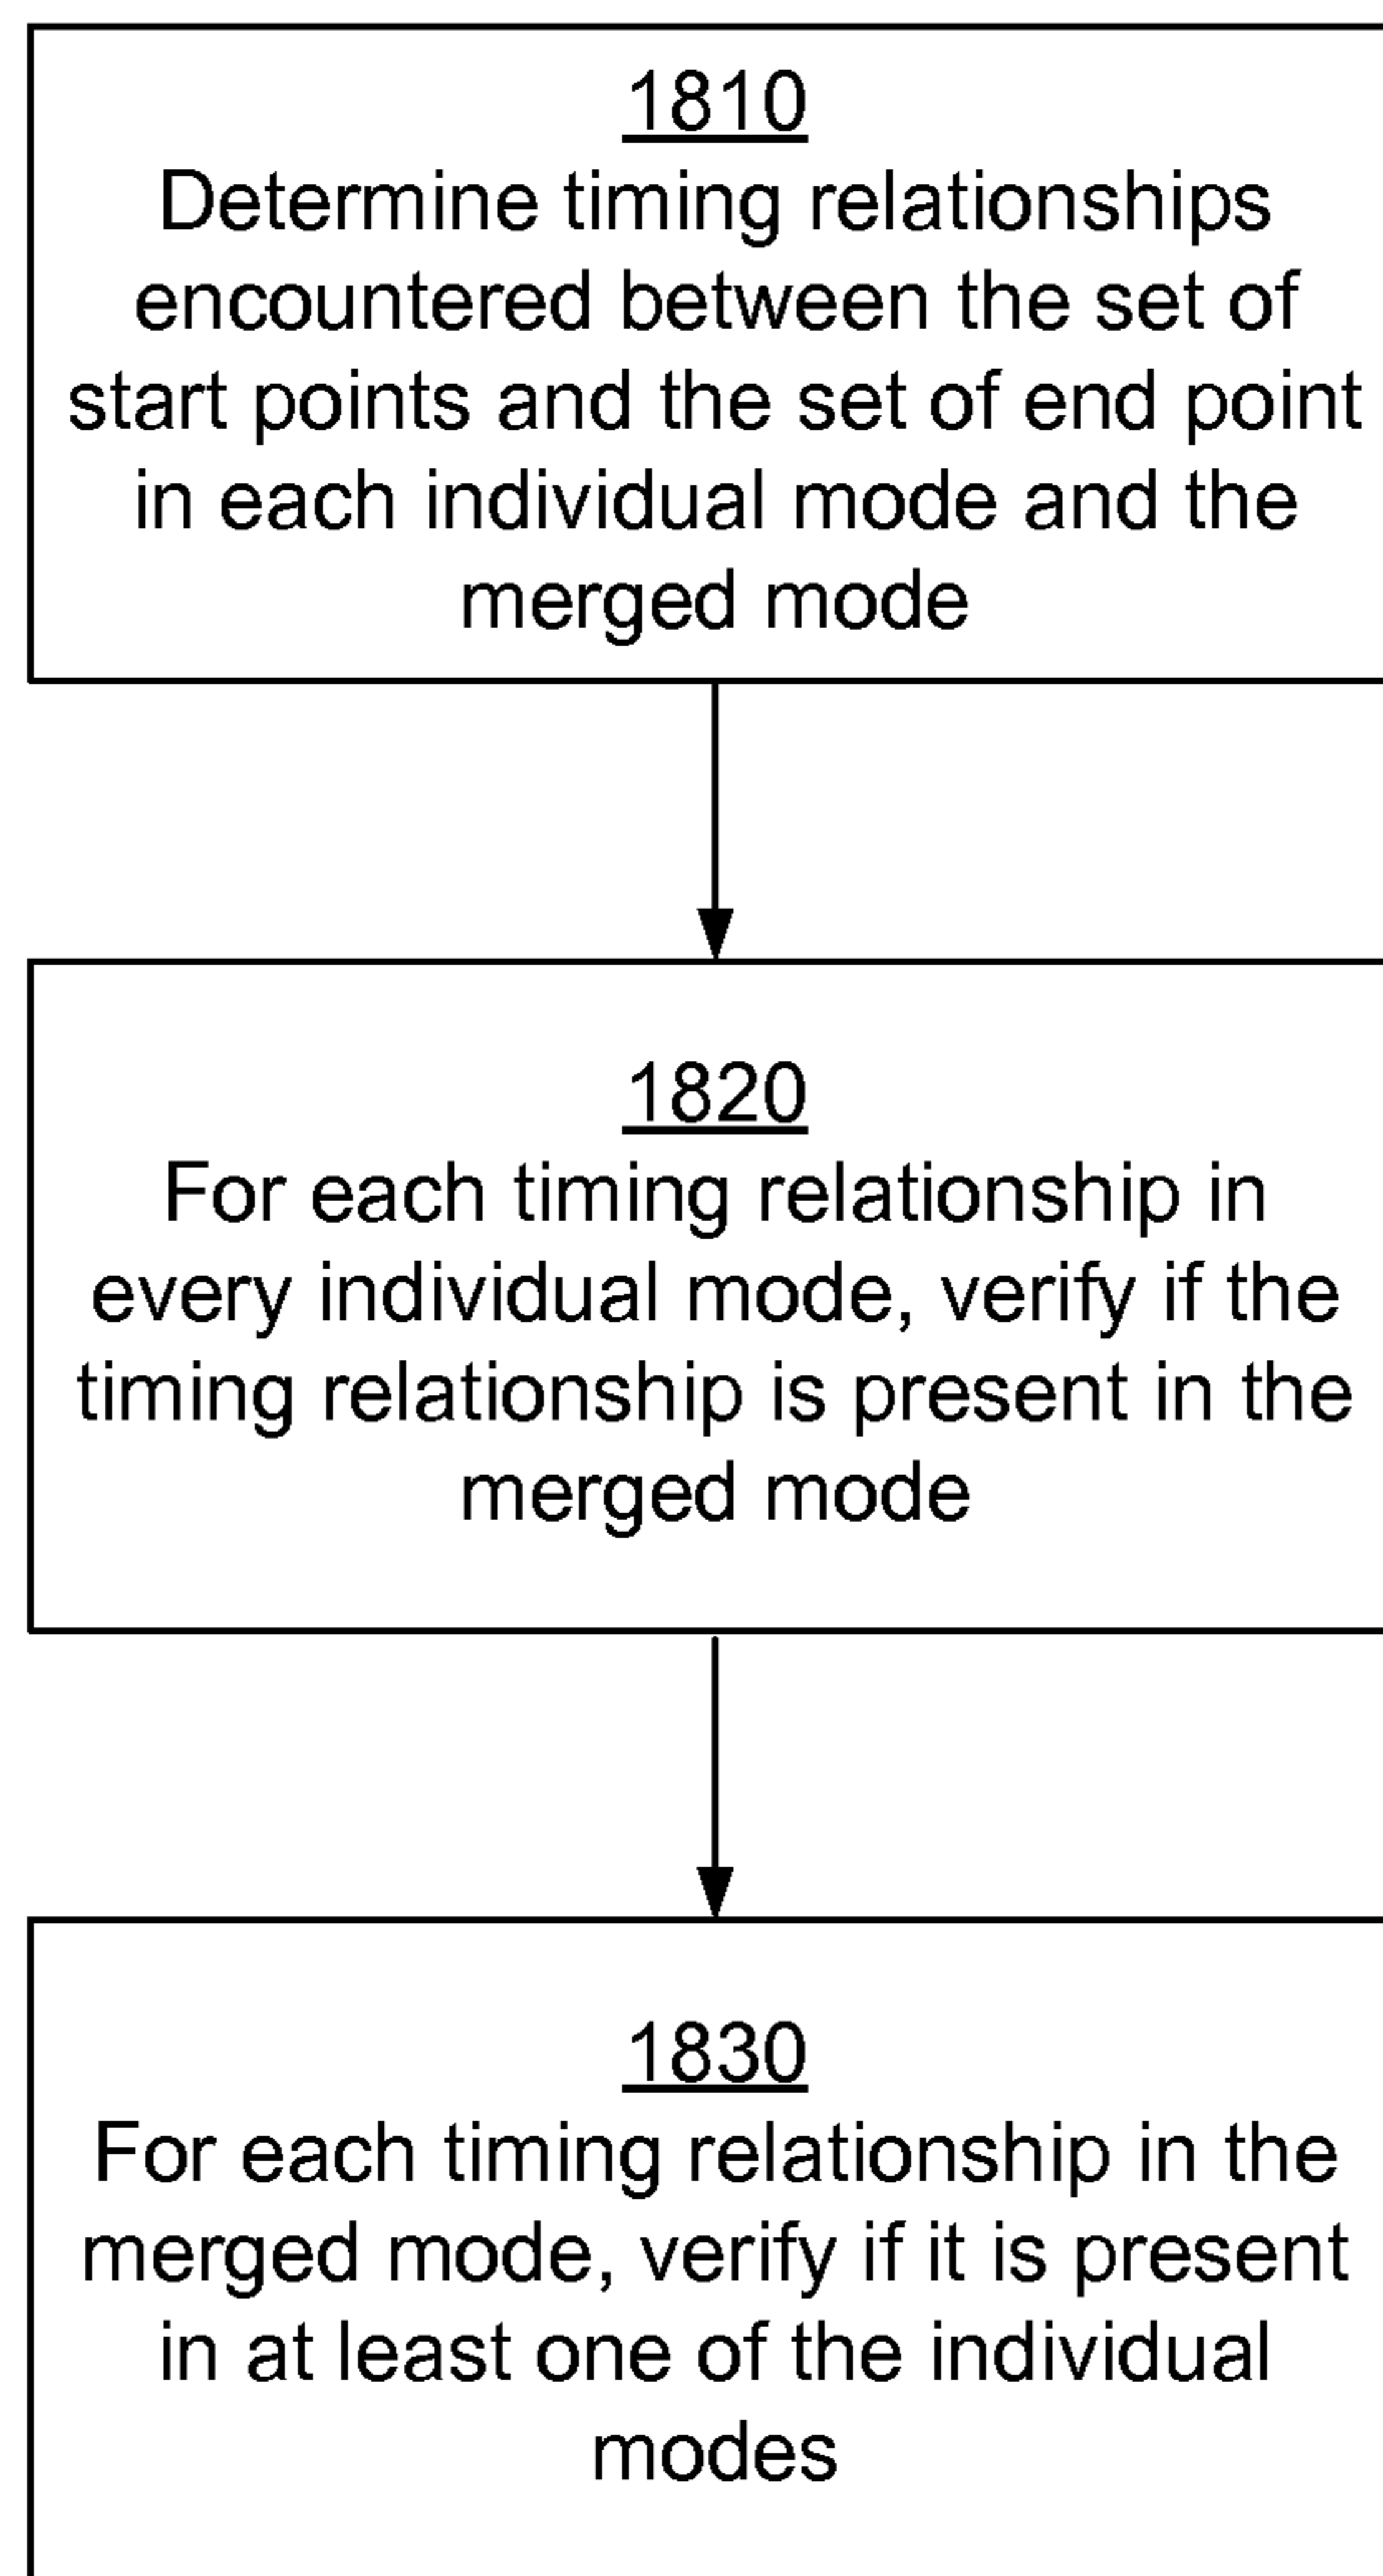 1810
Determine timing relationships
encountered between the set of
start points and the set of end point
in each individual mode and the
merged mode
1820
For each timing relationship in
every individual mode, verify if the
timing relationship is present in the
merged mode
1830
For each timing relationship in the
merged mode, verify if it is present
in at least one of the individual
modes